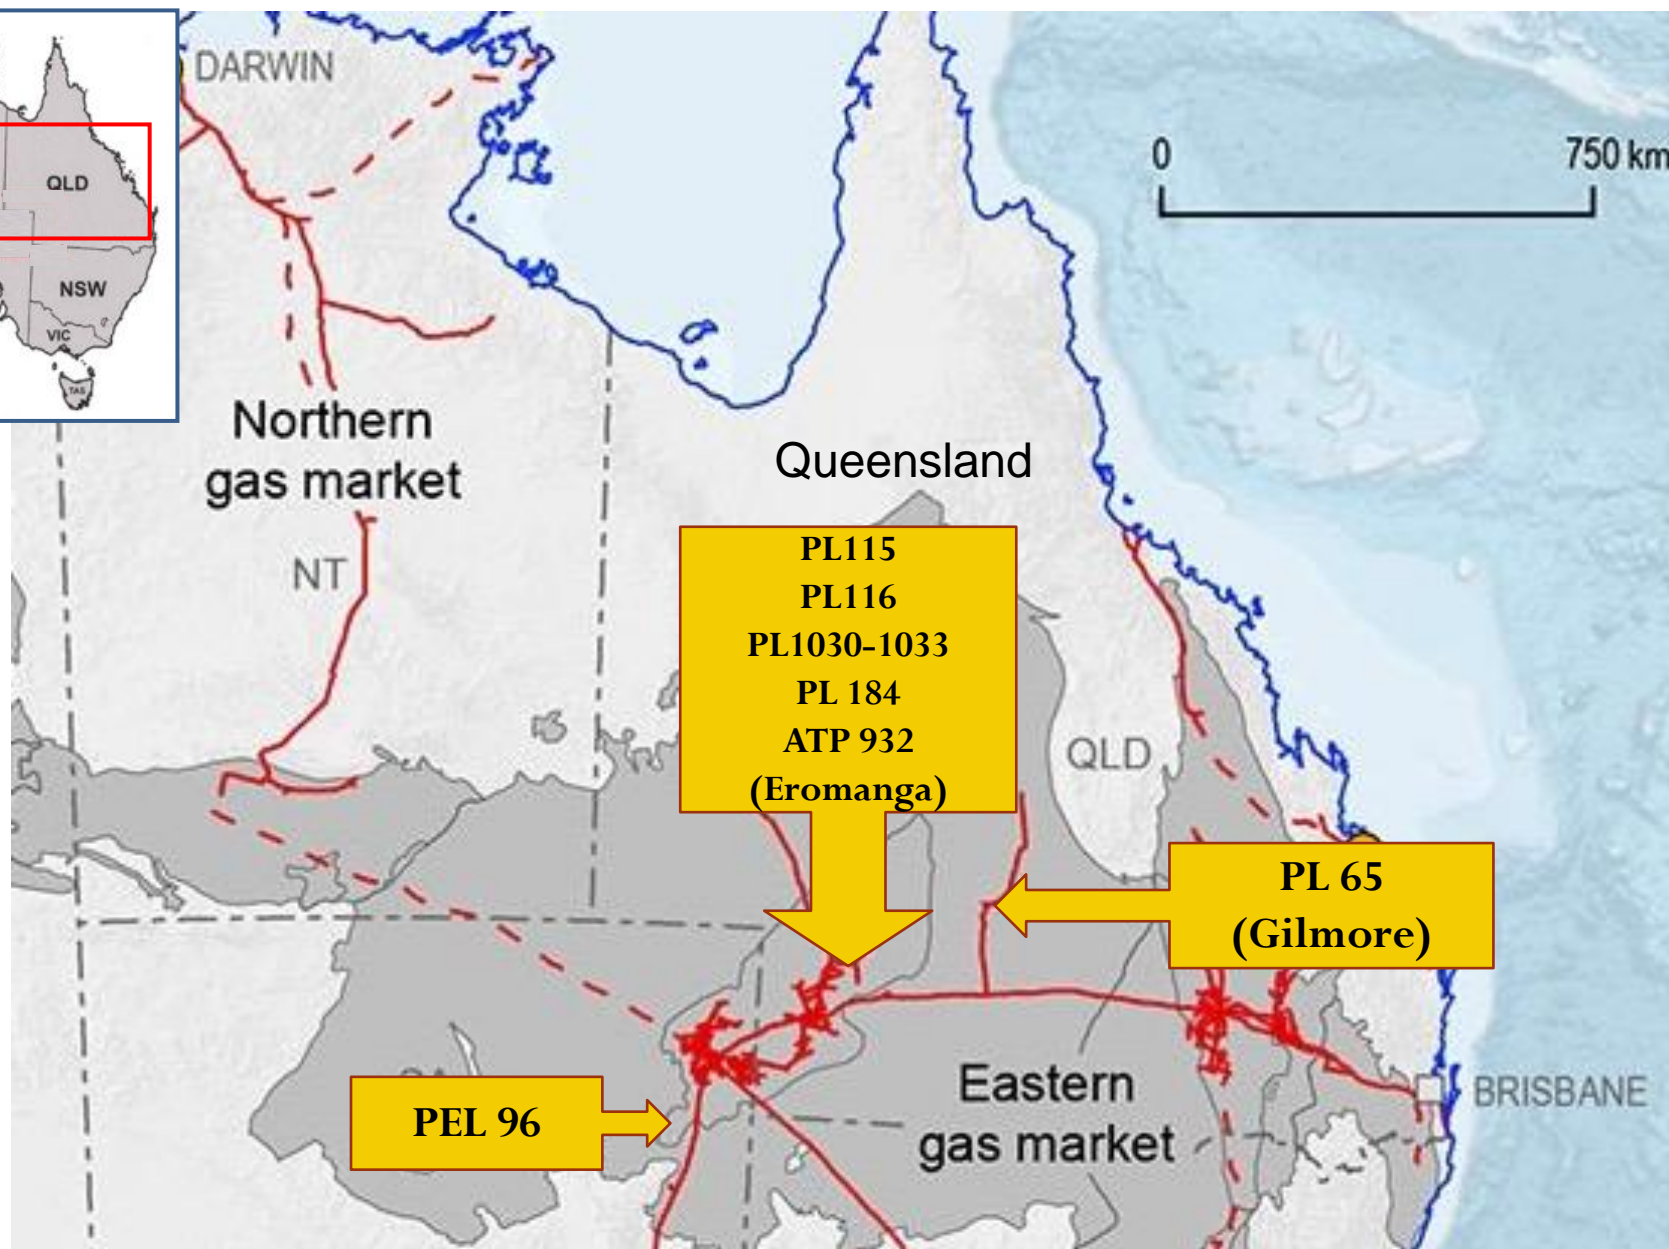 DARWIN
QLD
NSW
VIC
TAS
0
750 km
Northern
gas market
Queensland
NT
PL115
PL116
PL1030-1033
PL 184
ATP 932
(Eromanga)
QLD
PL 65
(Gilmore)
PEL 96
Eastern
gas market
BRISBANE